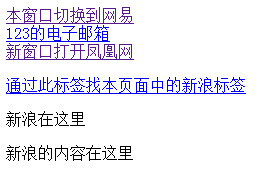 本窗口切换到网易
123的电子邮箱
新窗口打开凤凰网
通过此标签找本页面中的新浪标签
新浪在这里
新浪的内容在这里